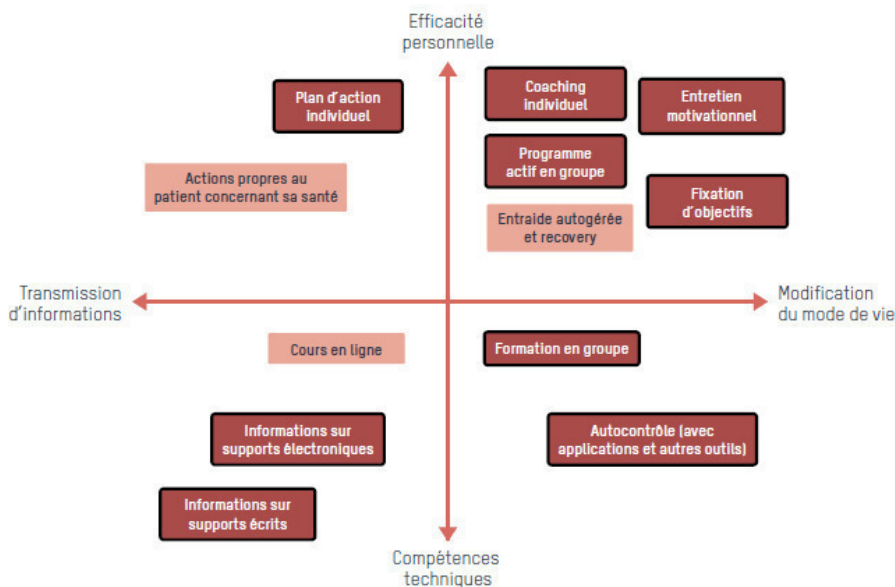 Efficacité
personnelle
Plan d'action
individuel
Coaching
individuel
Entretien
motivationnel
Programme
actif en groupe
Actions propres au
patient concernant sa santé
Fixation
d'objectifs
Entraide autogérée
et recovery
Transmission
d'informations
Modification
du mode de vie
Cours en ligne
Formation en groupe
Informations sur
supports électroniques
Autocontrôle (avec
applications et autres outils)
Informations sur
supports écrits
Compétences
techniques